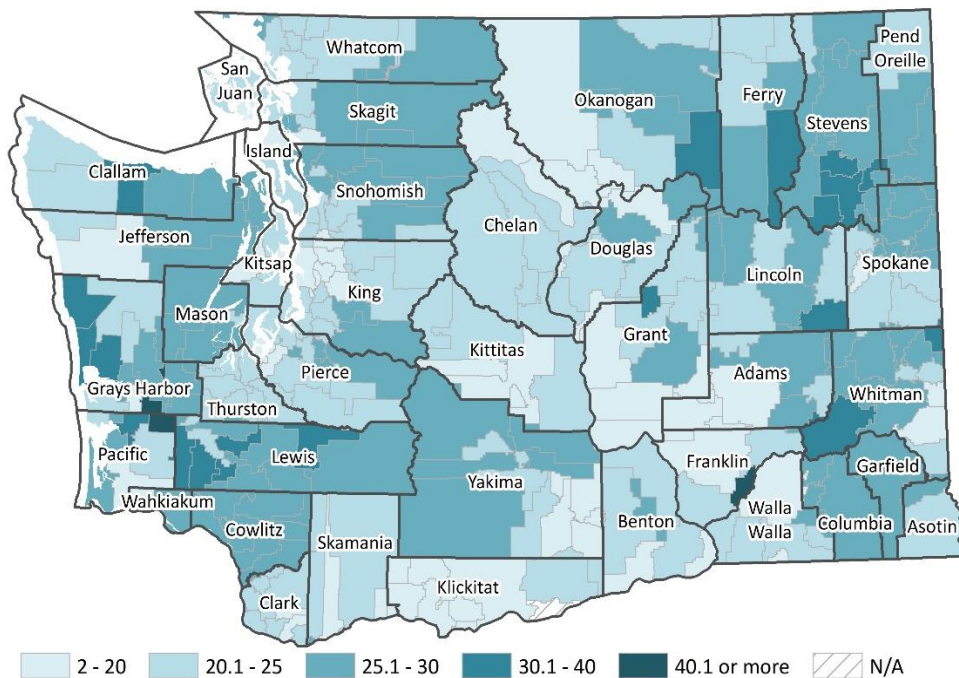 Whatcom
San
Juan
Skagit
Island
Clallam
Snohomish
Jefferson
Kitsap
King
Mason
Grays Harbor
Thurston
Pierce
Pacific
Lewis
Wahkiakum
Cowlitz
Skamania
Clark
Okanogan
Ferry
Pend
Oreille
Stevens
Chelan
Douglas
Lincoln
Spokane
Kittitas
Grant
Adams
Whitman
Yakima
Franklin
Garfield
Benton
Walla
Walla
Columbia
Asotin
Klickitat
2 - 20 20.1 - 25 25.1 - 30 30.1 - 40 40.1 or more N/A